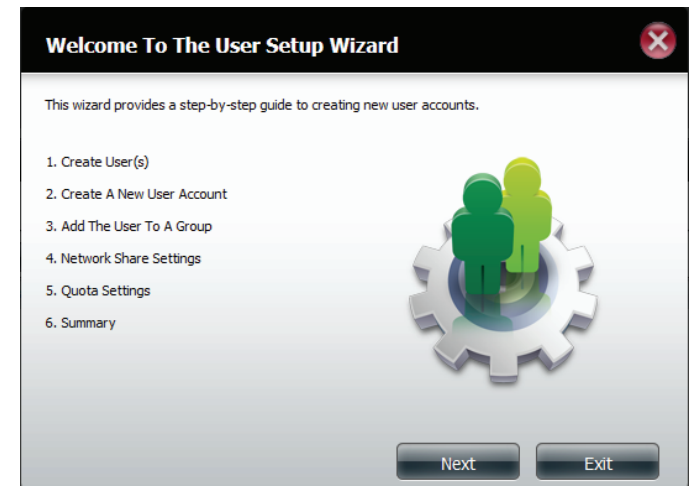 Welcome To The User Setup Wizard
This wizard provides a step-by-step guide to creating new user accounts.
1. Create User(s)
2. Create A New User Account
3. Add The User To A Group
4. Network Share Settings
5. Quota Settings
6. Summary
Next Exit